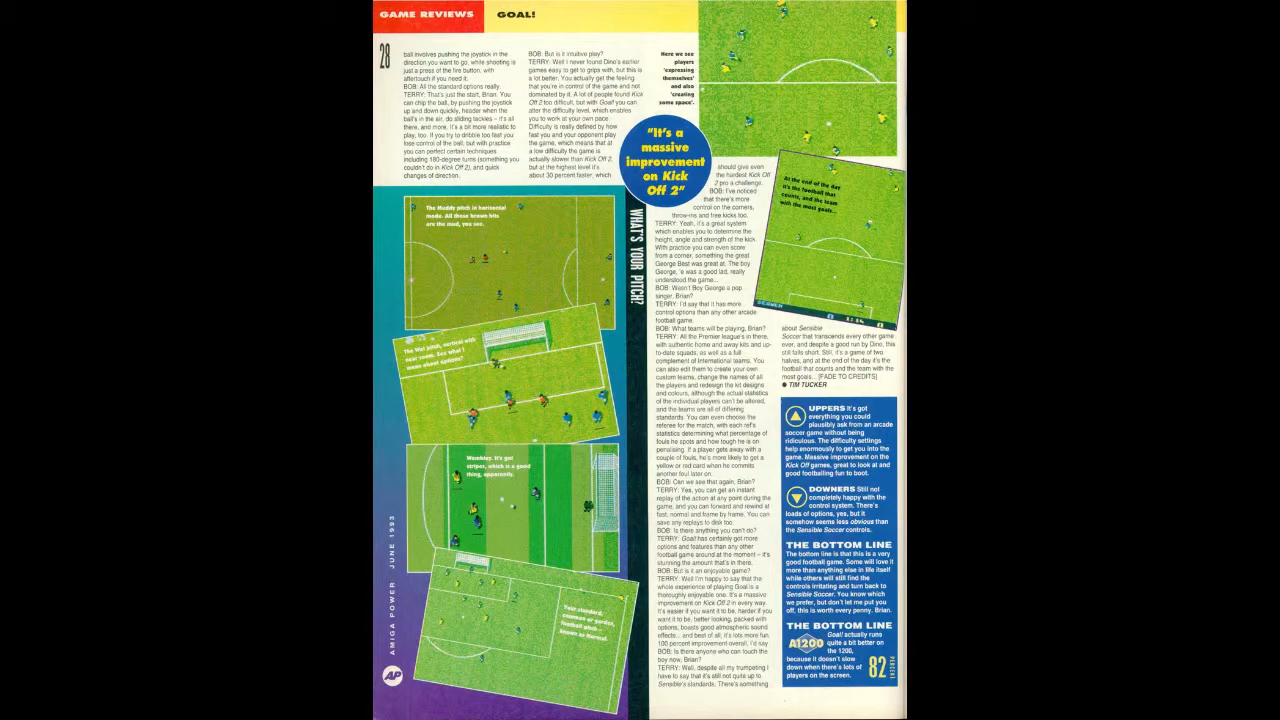 GAME REVIEWS
GOAL!
28
ball involves pushing the joystick in the
direction you want to go, while shooting is
just a press of the fire button, with
aftertouch if you need it.
BOB: All the standard options really.
TERRY: That's just the start, Brian. You
can chip the ball, by pushing the joystick
up and down quickly, header when the
ball's in the air, do sliding tackles – it's all
there, and more. It's a bit more realistic to
play, too. If you try to dribble too fast you
lose control of the ball, but with practice
you can perfect certain techniques
including 180-degree turns (something you
couldn't do in Kick Off 2), and quick
changes of direction.
BOB: But is it intuitive play?
TERRY: Well I never found Dino's earlier
games easy to get to grips with, but this is
a lot better. You actually get the feeling
that you're in control of the game and not
dominated by it. A lot of people found Kick
Off 2 too difficult, but with Goal! you can
alter the difficulty level, which enables
you to work at your own pace.
Difficulty is really defined by how
fast you and your opponent play
the game, which means that at
a low difficulty the game is
actually slower than Kick Off 2,
but at the highest level it's
about 30 percent faster, which
Here we see
players
'expressing
themselves'
and also
'creating
some space'.
"It's a
massive
improvement
on Kick
Off 2"
should give even
the hardest Kick Off
2 pro a challenge.
BOB: I've noticed
that there's more
control on the corners,
throw-ins and free kicks too.
TERRY: Yeah, it's a great system
which enables you to determine the
height, angle and strength of the kick.
With practice you can even score
from a corner, something the great
George Best was great at. The boy
George, 'e was a good lad, really
understood the game...
BOB: Wasn't Boy George a pop
singer, Brian?
TERRY: I'd say that it has more
control options than any other arcade
football game.
BOB: What teams will be playing, Brian?
TERRY: All the Premier league's in there,
with authentic home and away kits and up-
to-date squads, as well as a full
complement of International teams. You
can also edit them to create your own
custom teams, change the names of all
the players and redesign the kit designs
and colours, although the actual statistics
of the individual players can't be altered,
and the teams are all of differing
standards. You can even choose the
referee for the match, with each ref's
statistics determining what percentage of
fouls he spots and how tough he is on
penalising. If a player gets away with a
couple of fouls, he's more likely to get a
yellow or red card when he commits
another foul later on.
BOB: Can we see that again, Brian?
TERRY: Yes, you can get an instant
replay of the action at any point during the
game, and you can forward and rewind at
fast, normal and frame by frame. You can
save any replays to disk too.
BOB: Is there anything you can't do?
TERRY: Goal! has certainly got more
options and features than any other
football game around at the moment – it's
stunning the amount that's in there.
BOB: But is it an enjoyable game?
TERRY: Well I'm happy to say that the
whole experience of playing Goal is a
thoroughly enjoyable one. It's a massive
improvement on Kick Off 2 in every way.
It's easier if you want it to be, harder if you
want it to be, better looking, packed with
options, boasts good atmospheric sound
effects... and best of all, it's lots more fun.
100 percent improvement overall, I'd say.
BOB: Is there anyone who can touch the
boy now, Brian?
TERRY: Well, despite all my trumpeting I
have to say that it's still not quite up to
Sensible's standards. There's something
At the end of the day
it's the football that
counts, and the team
with the most goals...
about Sensible
Soccer that transcends every other game
ever, and despite a good run by Dino, this
still falls short. Still, it's a game of two
halves, and at the end of the day it's the
football that counts and the team with the
most goals... [FADE TO CREDITS]
● TIM TUCKER
UPPERS It's got
everything you could
plausibly ask from an arcade
soccer game without being
ridiculous. The difficulty settings
help enormously to get you into the
game. Massive improvement on the
Kick Off games, great to look at and
good footballing fun to boot.
DOWNERS Still not
completely happy with the
control system. There's
loads of options, yes, but it
somehow seems less obvious than
the Sensible Soccer controls.
THE BOTTOM LINE
The bottom line is that this is a very
good football game. Some will love it
more than anything else in life itself
while others will still find the
controls irritating and turn back to
Sensible Soccer. You know which
we prefer, but don't let me put you
off, this is worth every penny. Brian.
THE BOTTOM LINE
A1200
Goal! actually runs
quite a bit better on
the 1200,
because it doesn't slow
down when there's lots of
players on the screen.
82 PERCENT
WHAT'S YOUR PITCH?
The Muddy pitch in horizontal
mode. All these brown bits
are the mud, you see.
The Wet pitch, vertical with
near zoom. See what I
mean about options?
Wembley. It's got
stripes, which is a good
thing, apparently.
Your standard,
common or garden,
football pitch –
known as Normal.
AMIGA POWER JUNE 1993
AP